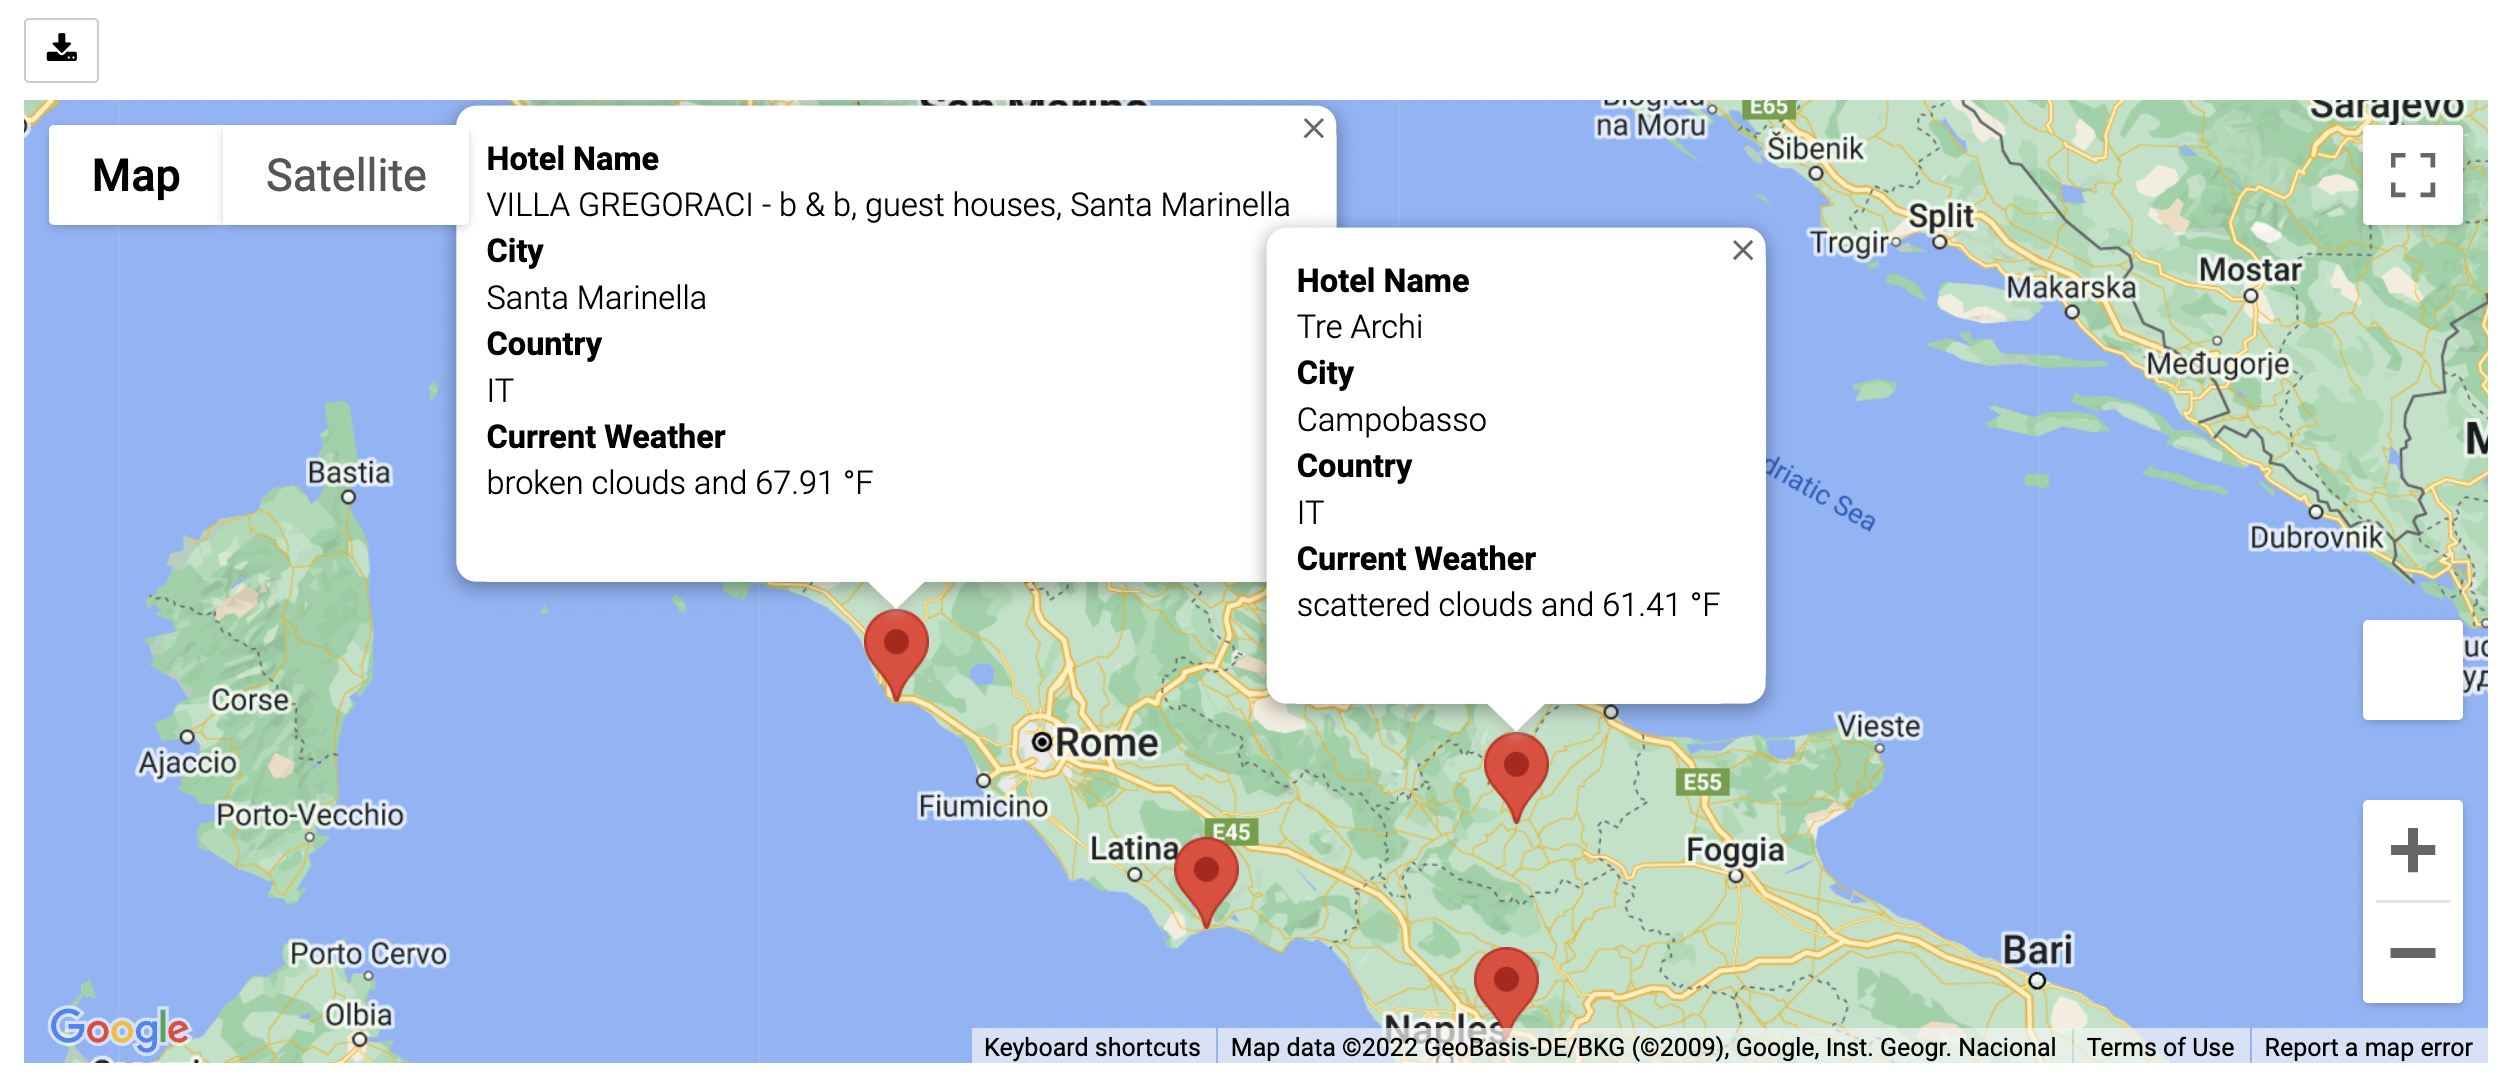 Map
Satellite
Hotel Name
VILLA GREGORACI - b & b, guest houses, Santa Marinella
City
Santa Marinella
Country
IT
Current Weather
broken clouds and 67.91 °F
Hotel Name
Tre Archi
City
Campobasso
Country
IT
Current Weather
scattered clouds and 61.41 °F
San Marino
Biograd
na Moru
E65
Sarajevo
Šibenik
Split
Trogir
Mostar
Makarska
Međugorje
Dubrovnik
driatic Sea
Bastia
Corse
Ajaccio
Porto-Vecchio
Porto Cervo
Olbia
Rome
Fiumicino
Latina
E45
Vieste
E55
Foggia
Bari
Naples
Google
Keyboard shortcuts
Map data ©2022 GeoBasis-DE/BKG (©2009), Google, Inst. Geogr. Nacional
Terms of Use
Report a map error